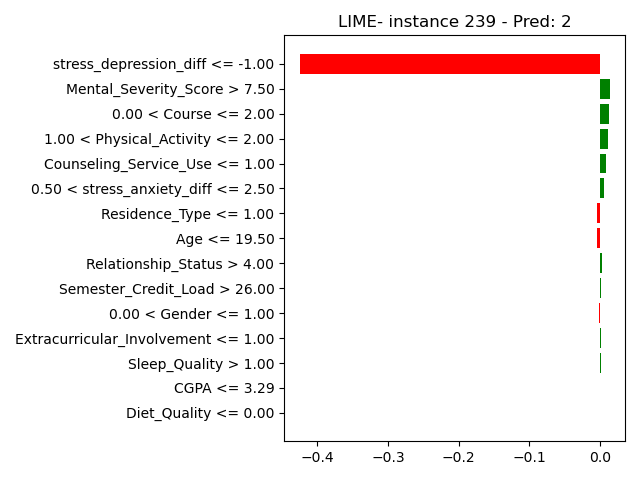 LIME- instance 239 - Pred: 2
stress_depression_diff <= -1.00
Mental_Severity_Score > 7.50
0.00 < Course <= 2.00
1.00 < Physical_Activity <= 2.00
Counseling_Service_Use <= 1.00
0.50 < stress_anxiety_diff <= 2.50
Residence_Type <= 1.00
Age <= 19.50
Relationship_Status > 4.00
Semester_Credit_Load > 26.00
0.00 < Gender <= 1.00
Extracurricular_Involvement <= 1.00
Sleep_Quality > 1.00
CGPA <= 3.29
Diet_Quality <= 0.00
−0.4 −0.3 −0.2 −0.1 0.0